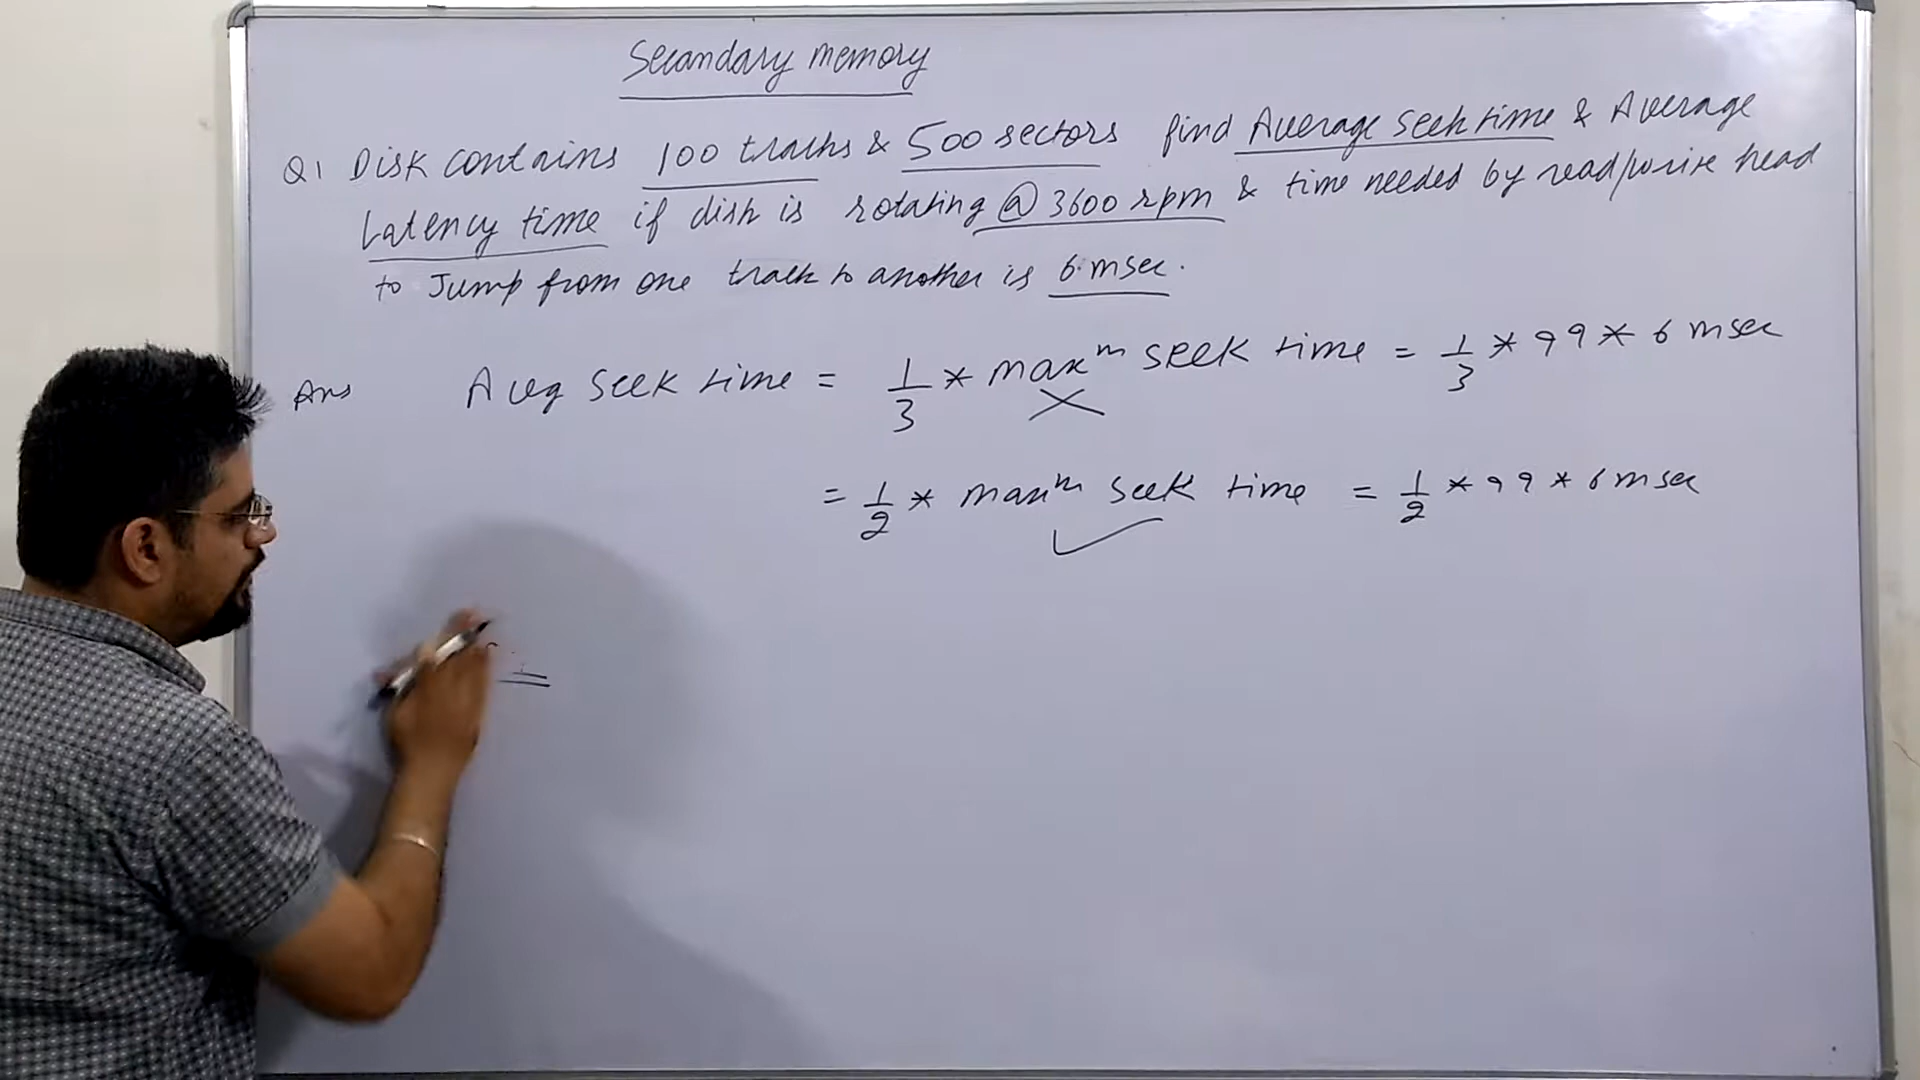 Secondary memory
Q1 Disk contains 100 tracks & 500 sectors find Average seek time & Average
Latency time if disk is rotating @ 3600 rpm & time needed by read/write head
to Jump from one track to another is 6 msec.
Ans Avg Seek time = 1/3 * maxᵐ seek time = 1/3 * 99 * 6 msec
= 1/2 * maxᵐ seek time = 1/2 * 99 * 6 msec